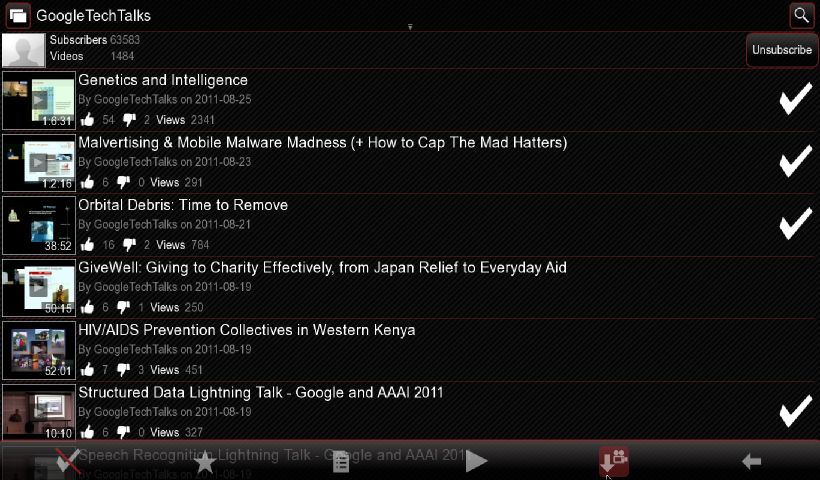 GoogleTechTalks
Subscribers 63583
Videos 1484
Unsubscribe
Genetics and Intelligence
By GoogleTechTalks on 2011-08-25
1:6:31
54 2 Views 2341
Malvertising & Mobile Malware Madness (+ How to Cap The Mad Hatters)
By GoogleTechTalks on 2011-08-23
1:2:16
6 0 Views 291
Orbital Debris: Time to Remove
By GoogleTechTalks on 2011-08-21
38:52
16 2 Views 784
GiveWell: Giving to Charity Effectively, from Japan Relief to Everyday Aid
By GoogleTechTalks on 2011-08-19
50:15
6 1 Views 250
HIV/AIDS Prevention Collectives in Western Kenya
By GoogleTechTalks on 2011-08-19
52:01
7 3 Views 451
Structured Data Lightning Talk - Google and AAAI 2011
By GoogleTechTalks on 2011-08-19
10:10
6 0 Views 327
Speech Recognition Lightning Talk - Google and AAAI 201
By GoogleTechTalks on 2011-08-19